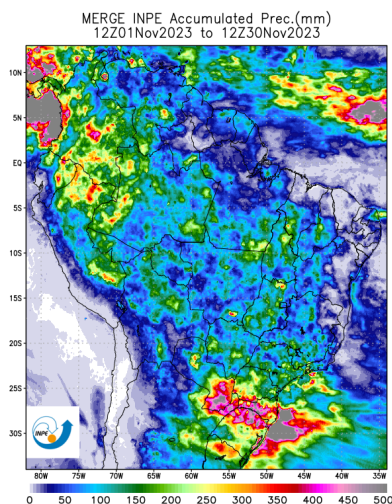 MERGE INPE Accumulated Prec.(mm)
12Z01Nov2023 to 12Z30Nov2023
10N
5N
EQ
5S
10S
15S
20S
25S
30S
INPE
80W 75W 70W 65W 60W 55W 50W 45W 40W 35W
0 50 100 150 200 250 300 350 400 450 500